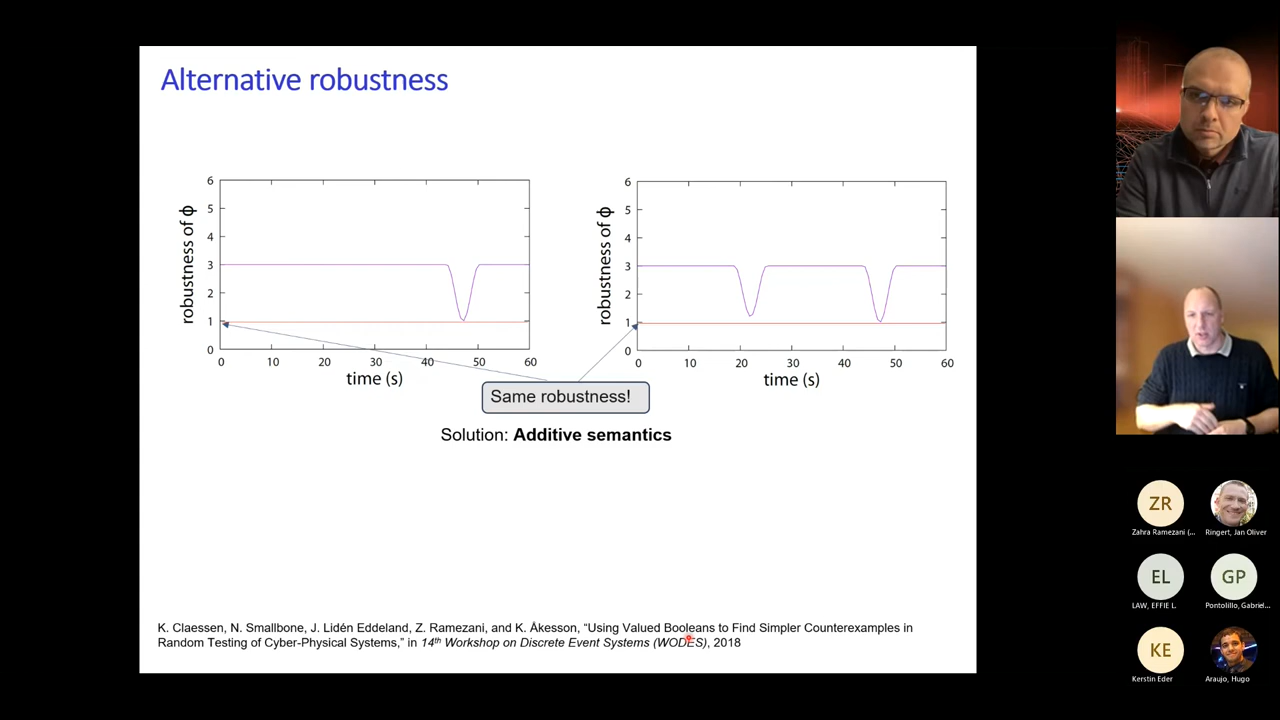 Alternative robustness
robustness of ϕ
6
5
4
3
2
1
0
0 10 20 30 40 50 60
time (s)
robustness of ϕ
6
5
4
3
2
1
0
0 10 20 30 40 50 60
time (s)
Same robustness!
Solution: Additive semantics
K. Claessen, N. Smallbone, J. Lidén Eddeland, Z. Ramezani, and K. Åkesson, “Using Valued Booleans to Find Simpler Counterexamples in
Random Testing of Cyber-Physical Systems,” in 14th Workshop on Discrete Event Systems (WODES), 2018
ZR
Zahra Ramezani (...
Ringert, Jan Oliver
EL
LAW, EFFIE L.
GP
Pontolillo, Gabriel...
KE
Kerstin Eder
Araujo, Hugo